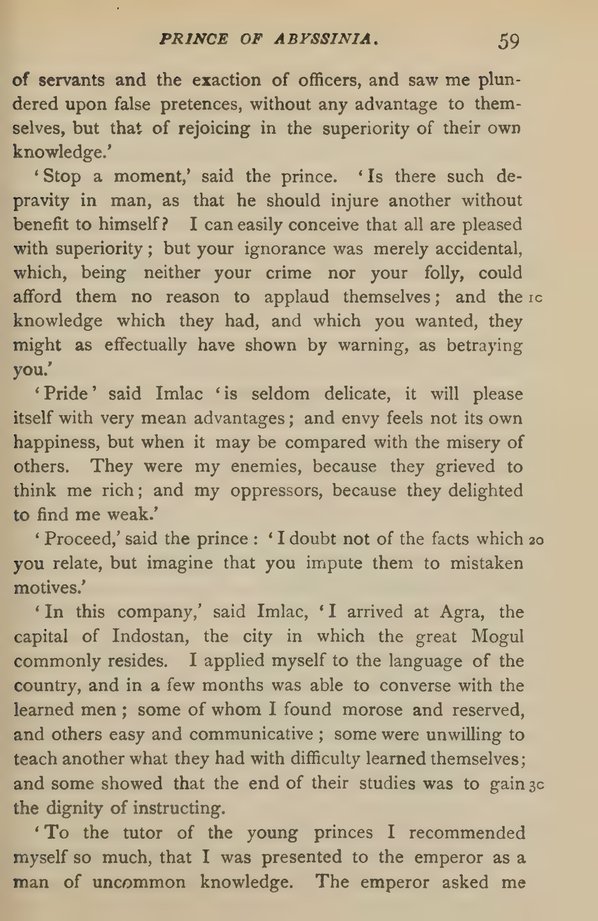 PRINCE OF ABYSSINIA. 59
of servants and the exaction of officers, and saw me plun-
dered upon false pretences, without any advantage to them-
selves, but that of rejoicing in the superiority of their own
knowledge.’
‘Stop a moment,’ said the prince. ‘Is there such de-
pravity in man, as that he should injure another without
benefit to himself? I can easily conceive that all are pleased
with superiority; but your ignorance was merely accidental,
which, being neither your crime nor your folly, could
afford them no reason to applaud themselves; and the 1c
knowledge which they had, and which you wanted, they
might as effectually have shown by warning, as betraying
you.’
‘Pride’ said Imlac ‘is seldom delicate, it will please
itself with very mean advantages; and envy feels not its own
happiness, but when it may be compared with the misery of
others. They were my enemies, because they grieved to
think me rich; and my oppressors, because they delighted
to find me weak.’
‘Proceed,’ said the prince: ‘I doubt not of the facts which 20
you relate, but imagine that you impute them to mistaken
motives.’
‘In this company,’ said Imlac, ‘I arrived at Agra, the
capital of Indostan, the city in which the great Mogul
commonly resides. I applied myself to the language of the
country, and in a few months was able to converse with the
learned men; some of whom I found morose and reserved,
and others easy and communicative; some were unwilling to
teach another what they had with difficulty learned themselves;
and some showed that the end of their studies was to gain 3c
the dignity of instructing.
‘To the tutor of the young princes I recommended
myself so much, that I was presented to the emperor as a
man of uncommon knowledge. The emperor asked me